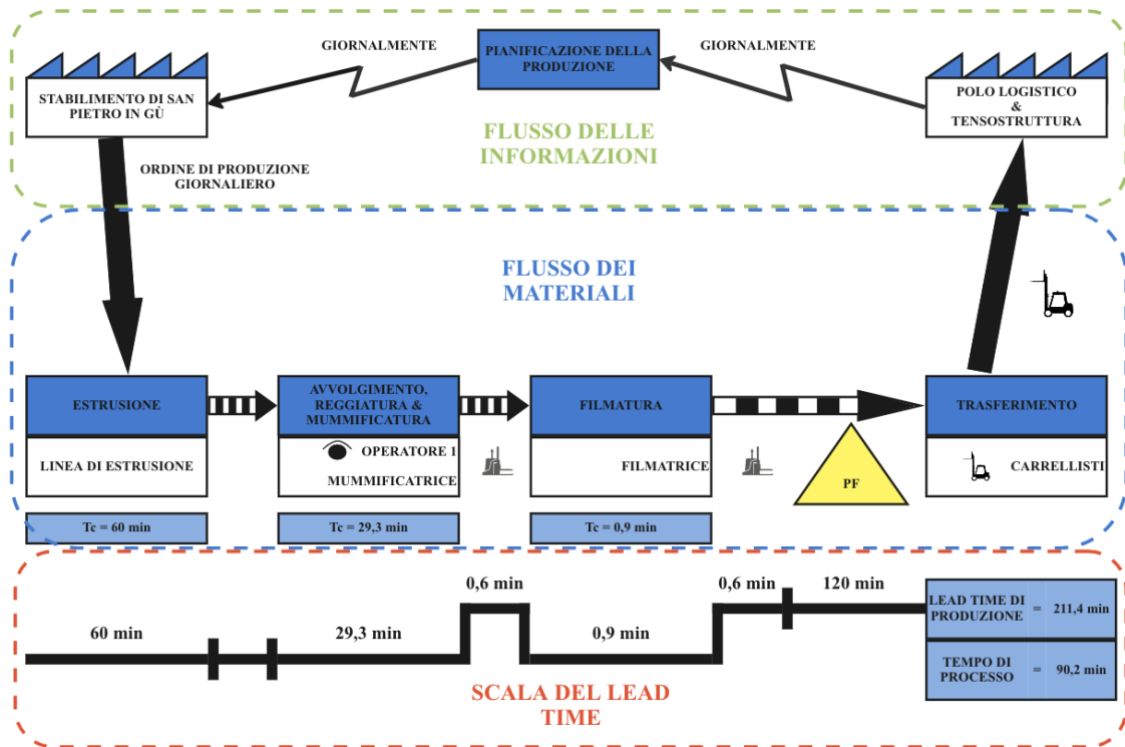 GIORNALMENTE
PIANIFICAZIONE DELLA
PRODUZIONE
GIORNALMENTE
STABILIMENTO DI SAN
PIETRO IN GÙ
POLO LOGISTICO
&
TENSOSTRUTTURA
FLUSSO DELLE
INFORMAZIONI
ORDINE DI PRODUZIONE
GIORNALIERO
FLUSSO DEI
MATERIALI
ESTRUSIONE
AVVOLGIMENTO,
REGGIATURA &
MUMMIFICATURA
FILMATURA
TRASFERIMENTO
LINEA DI ESTRUSIONE
OPERATORE 1
MUMMIFICATRICE
FILMATRICE
PF
CARRELLISTI
Tc = 60 min
Tc = 29,3 min
Tc = 0,9 min
60 min
29,3 min
0,6 min
0,9 min
0,6 min
120 min
LEAD TIME DI
PRODUZIONE = 211,4 min
TEMPO DI
PROCESSO = 90,2 min
SCALA DEL LEAD
TIME